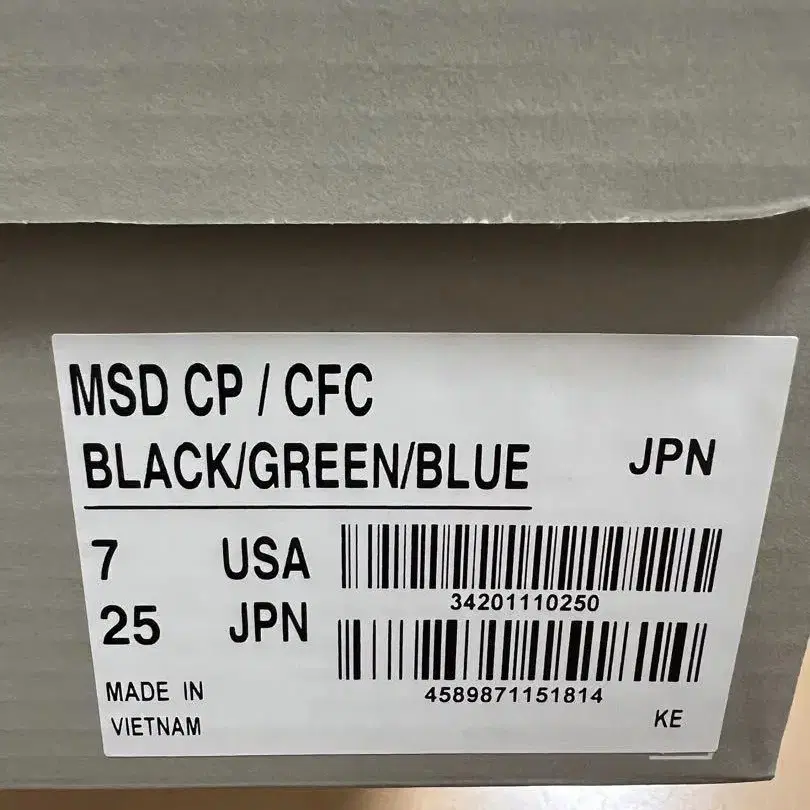 MSD CP / CFC
BLACK/GREEN/BLUE
JPN
7 USA
34201110250
25 JPN
4589871151814
MADE IN
VIETNAM
KE